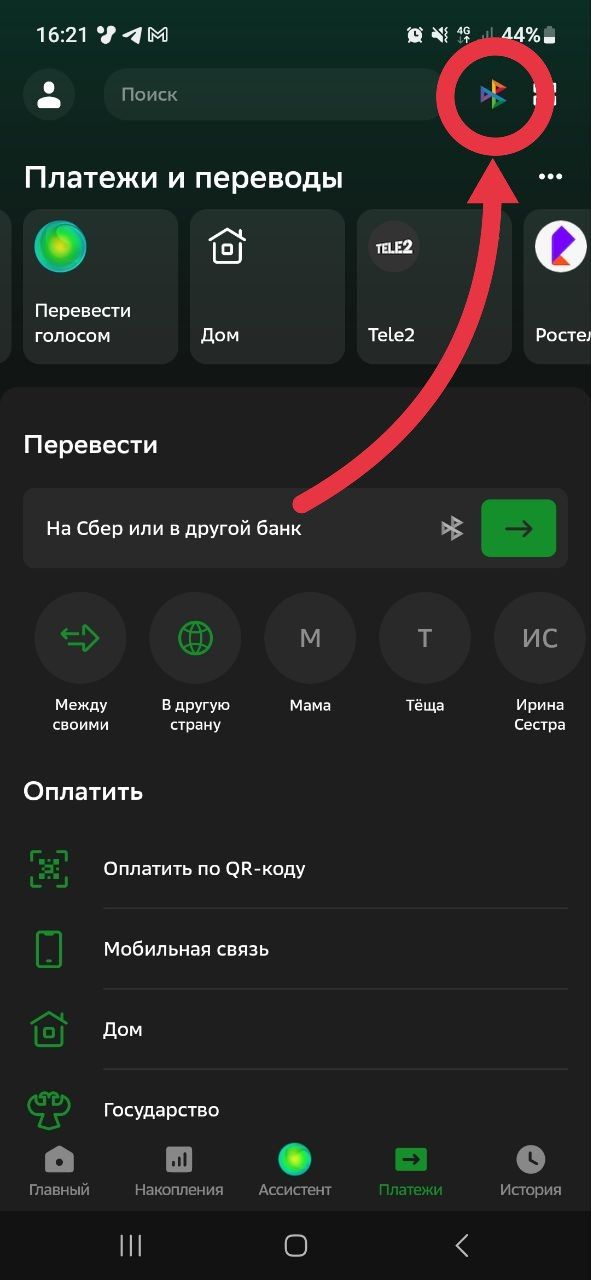 16:21
4G
44%
Поиск
Платежи и переводы
Перевести
голосом
Дом
TELE2
Tele2
Ростел
Перевести
На Сбер или в другой банк
М
Т
ИС
Между
своими
В другую
страну
Мама
Тёща
Ирина
Сестра
Оплатить
Оплатить по QR-коду
Мобильная связь
Дом
Государство
Главный
Накопления
Ассистент
Платежи
История